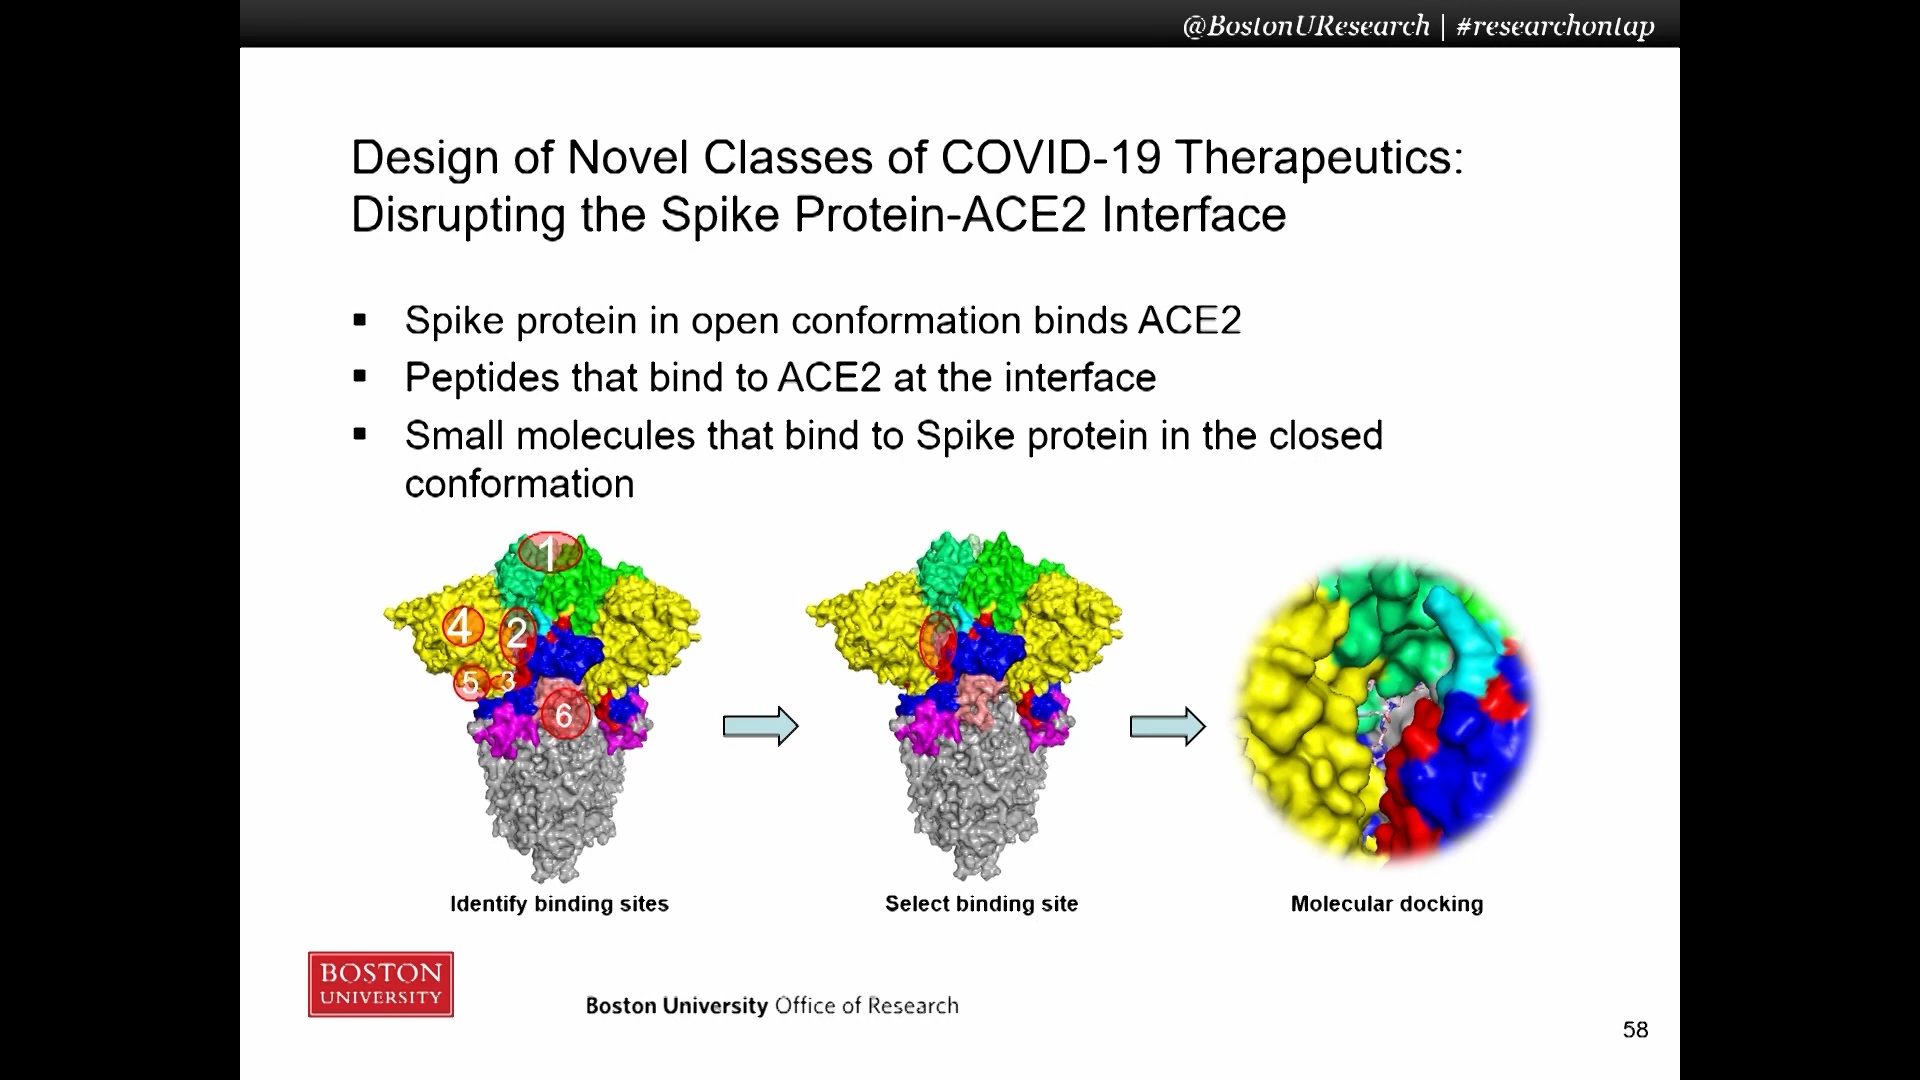 @BostonUResearch | #researchontap
Design of Novel Classes of COVID-19 Therapeutics:
Disrupting the Spike Protein-ACE2 Interface
▪ Spike protein in open conformation binds ACE2
▪ Peptides that bind to ACE2 at the interface
▪ Small molecules that bind to Spike protein in the closed
conformation
1
4
2
5
3
6
Identify binding sites
Select binding site
Molecular docking
BOSTON
UNIVERSITY
Boston University Office of Research
58